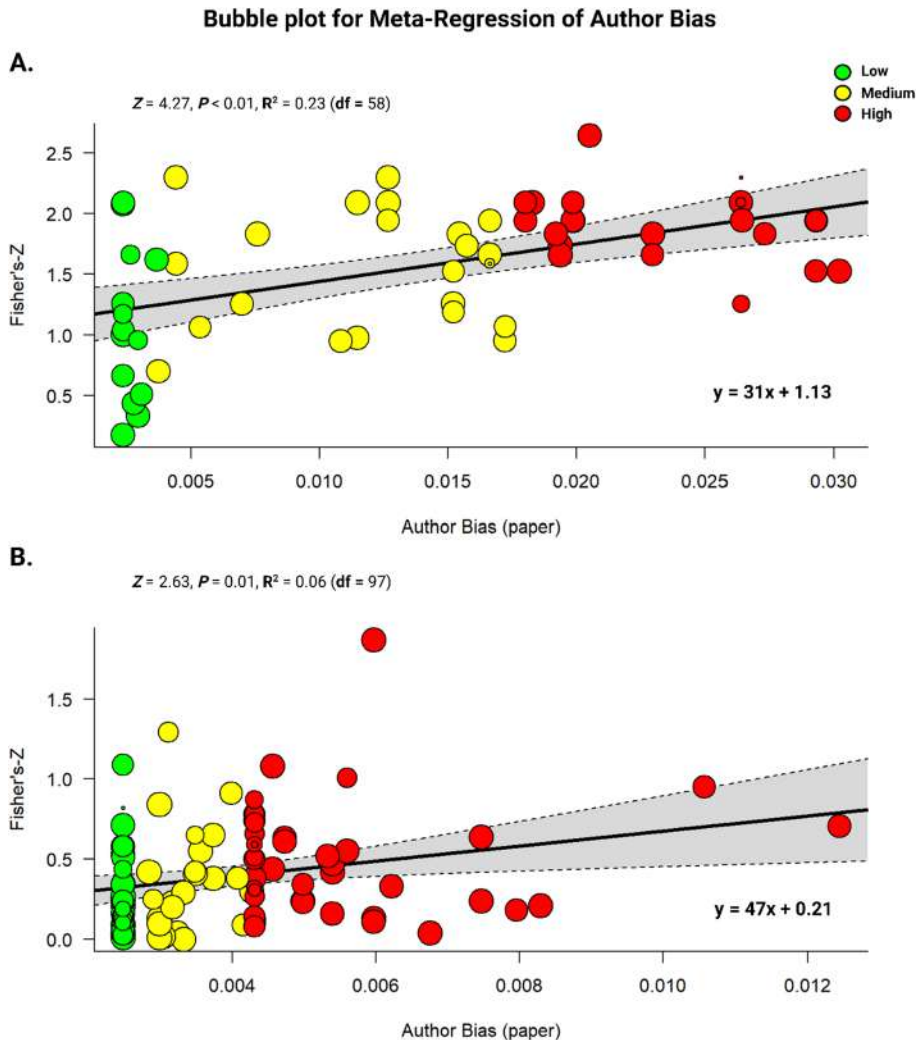 Bubble plot for Meta-Regression of Author Bias
A.
Low
Medium
High
Z = 4.27, P < 0.01, R² = 0.23 (df = 58)
2.5
2.0
1.5
1.0
0.5
Fisher's-Z
y = 31x + 1.13
0.005 0.010 0.015 0.020 0.025 0.030
Author Bias (paper)
B.
Z = 2.63, P = 0.01, R² = 0.06 (df = 97)
1.5
1.0
0.5
0.0
Fisher's-Z
y = 47x + 0.21
0.004 0.006 0.008 0.010 0.012
Author Bias (paper)